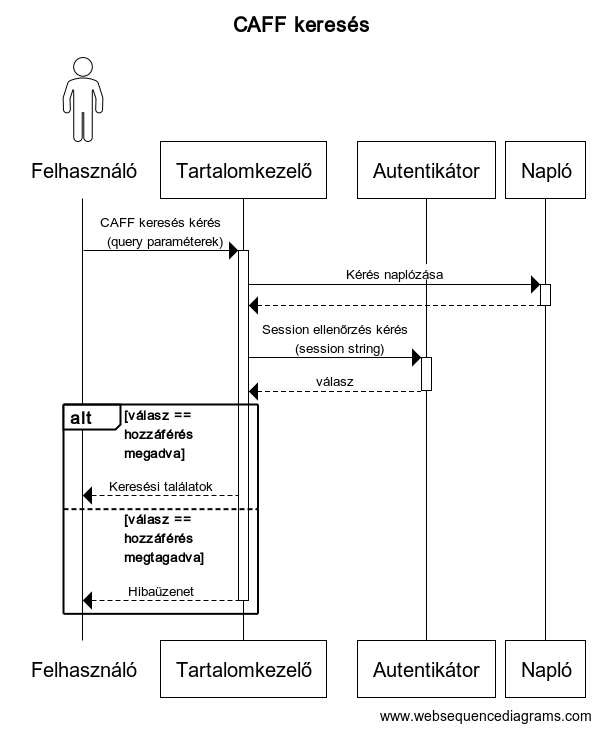 CAFF keresés
Felhasználó
Tartalomkezelő
Autentikátor
Napló
CAFF keresés kérés
(query paraméterek)
Kérés naplózása
Session ellenőrzés kérés
(session string)
válasz
alt
[válasz ==
hozzáférés
megadva]
Keresési találatok
[válasz ==
hozzáférés
megtagadva]
Hibaüzenet
Felhasználó
Tartalomkezelő
Autentikátor
Napló
www.websequencediagrams.com